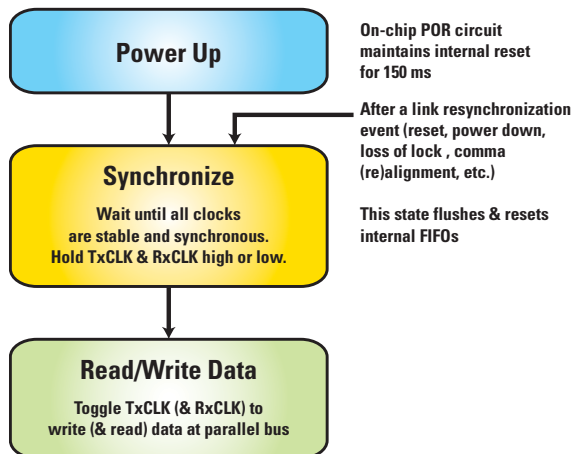 Power Up
On-chip POR circuit
maintains internal reset
for 150 ms
After a link resynchronization
event (reset, power down,
loss of lock , comma
(re)alignment, etc.)
Synchronize
Wait until all clocks
are stable and synchronous.
Hold TxCLK & RxCLK high or low.
This state flushes & resets
internal FIFOs
Read/Write Data
Toggle TxCLK (& RxCLK) to
write (& read) data at parallel bus